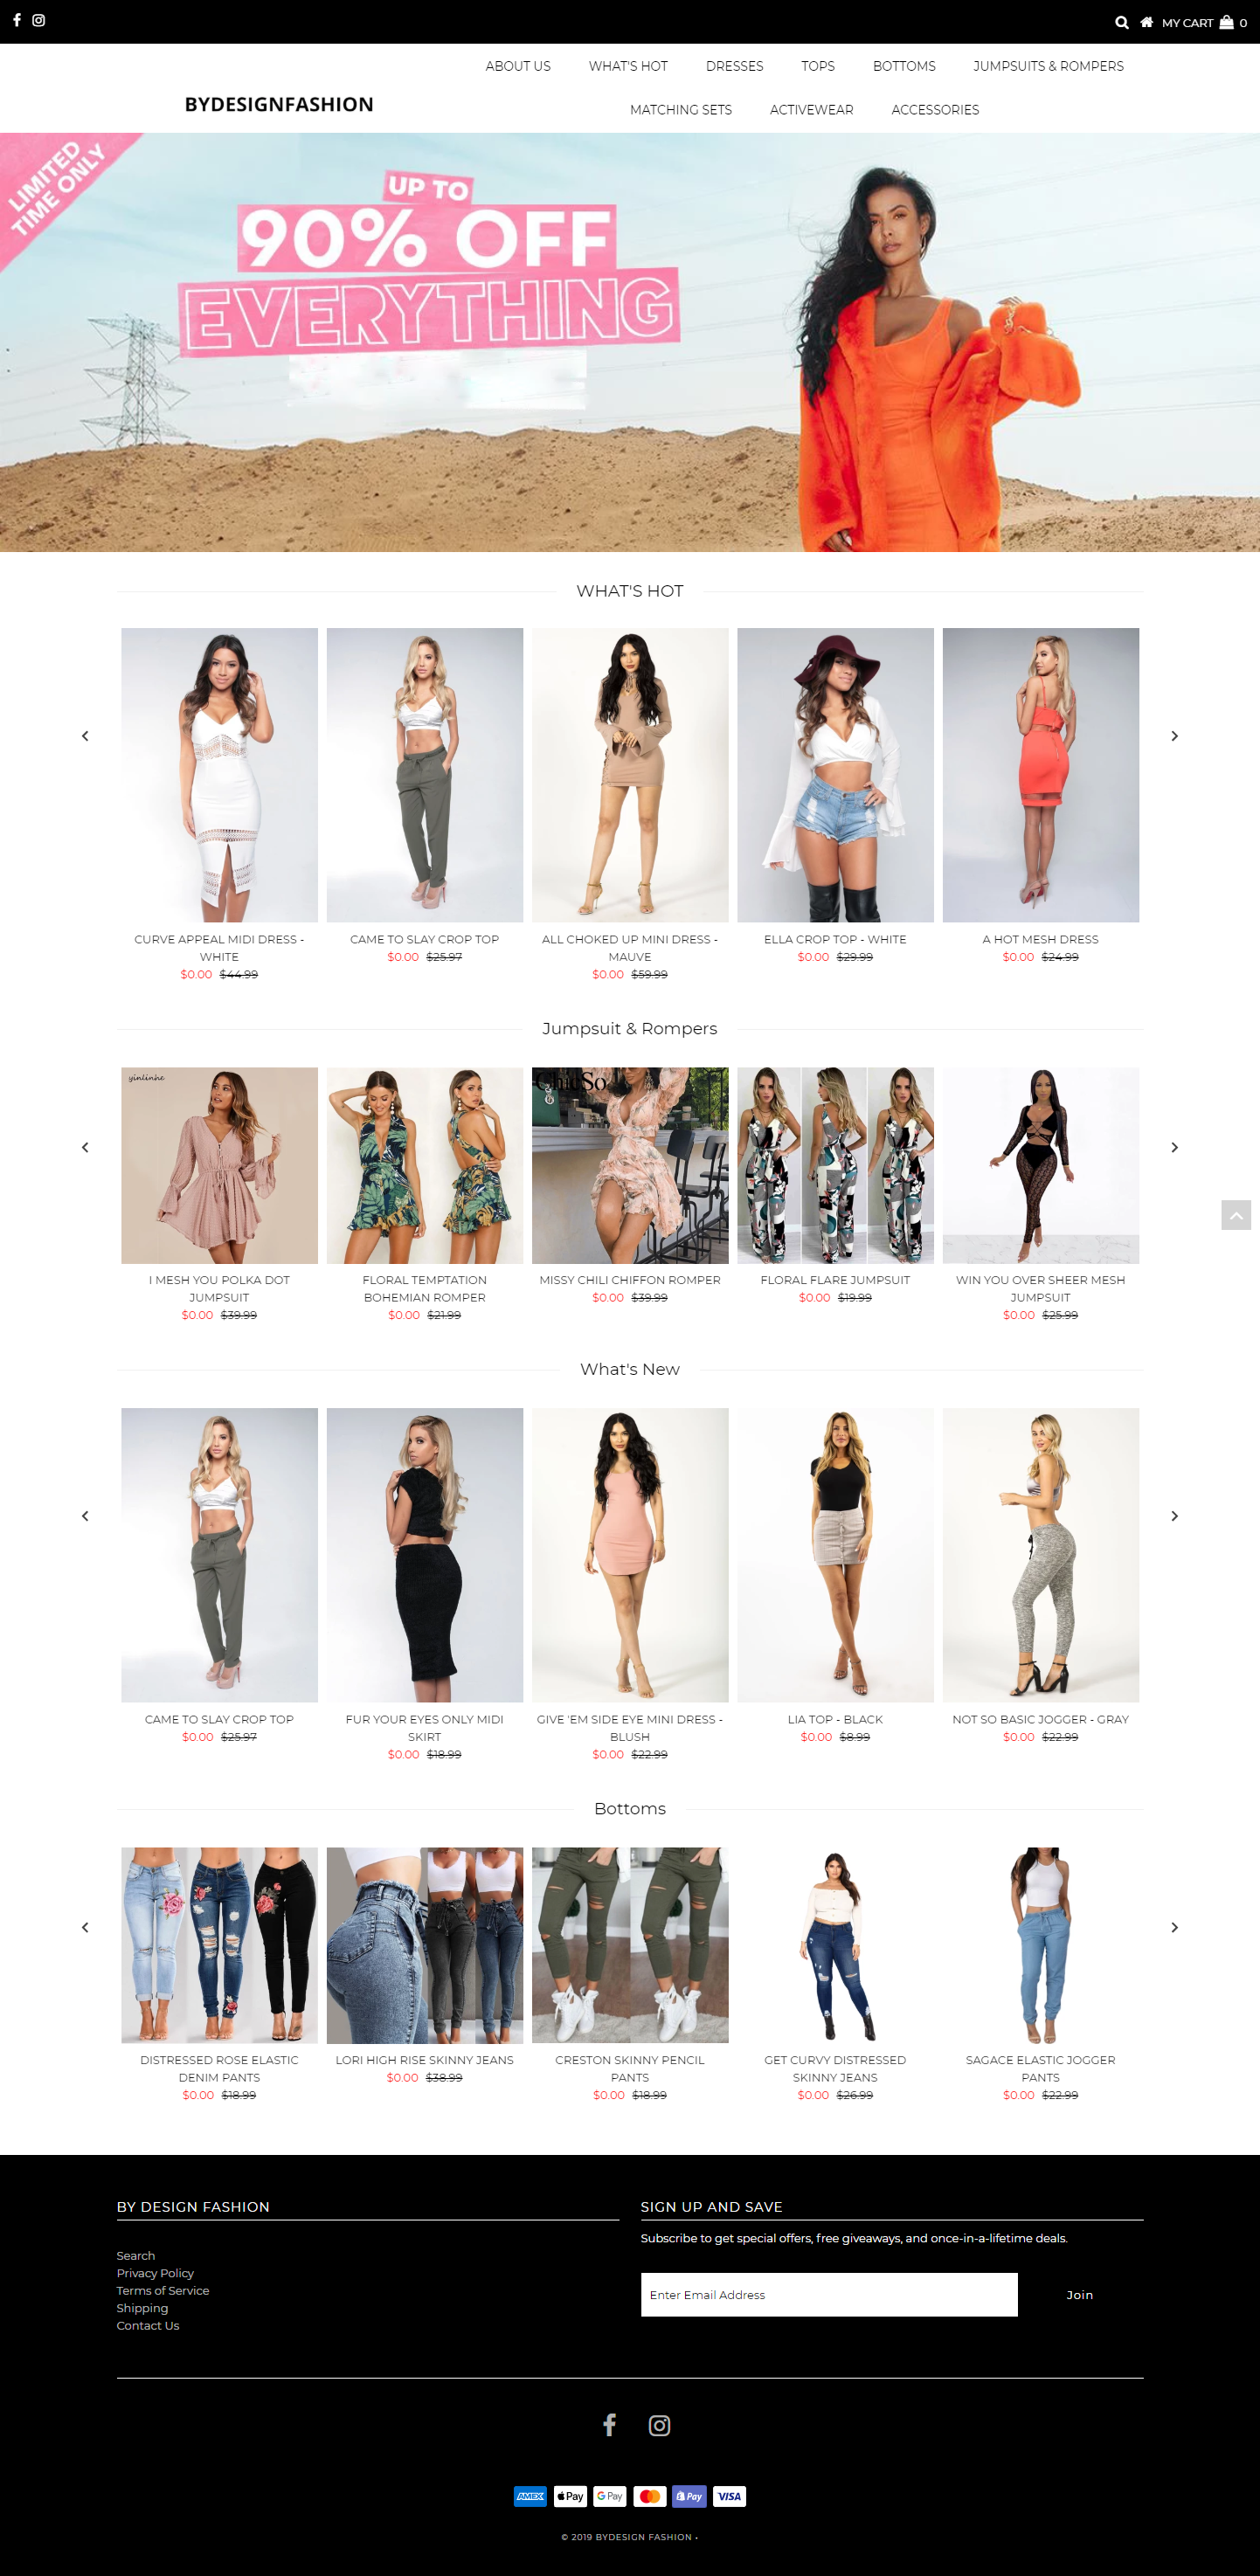 MY CART 0
ABOUT US WHAT'S HOT DRESSES TOPS BOTTOMS JUMPSUITS & ROMPERS
BYDESIGNFASHION
MATCHING SETS ACTIVEWEAR ACCESSORIES
LIMITED
TIME ONLY
UP TO
90% OFF
EVERYTHING
WHAT'S HOT
CURVE APPEAL MIDI DRESS -
WHITE
$0.00 $44.99
CAME TO SLAY CROP TOP
$0.00 $25.97
ALL CHOKED UP MINI DRESS -
MAUVE
$0.00 $59.99
ELLA CROP TOP - WHITE
$0.00 $29.99
A HOT MESH DRESS
$0.00 $24.99
Jumpsuit & Rompers
yinlinhe
ChicSo
I MESH YOU POLKA DOT
JUMPSUIT
$0.00 $39.99
FLORAL TEMPTATION
BOHEMIAN ROMPER
$0.00 $21.99
MISSY CHILI CHIFFON ROMPER
$0.00 $39.99
FLORAL FLARE JUMPSUIT
$0.00 $19.99
WIN YOU OVER SHEER MESH
JUMPSUIT
$0.00 $25.99
What's New
CAME TO SLAY CROP TOP
$0.00 $25.97
FUR YOUR EYES ONLY MIDI
SKIRT
$0.00 $18.99
GIVE 'EM SIDE EYE MINI DRESS -
BLUSH
$0.00 $22.99
LIA TOP - BLACK
$0.00 $8.99
NOT SO BASIC JOGGER - GRAY
$0.00 $22.99
Bottoms
DISTRESSED ROSE ELASTIC
DENIM PANTS
$0.00 $18.99
LORI HIGH RISE SKINNY JEANS
$0.00 $38.99
CRESTON SKINNY PENCIL
PANTS
$0.00 $18.99
GET CURVY DISTRESSED
SKINNY JEANS
$0.00 $26.99
SAGACE ELASTIC JOGGER
PANTS
$0.00 $22.99
BY DESIGN FASHION
Search
Privacy Policy
Terms of Service
Shipping
Contact Us
SIGN UP AND SAVE
Subscribe to get special offers, free giveaways, and once-in-a-lifetime deals.
Enter Email Address Join
AMEX Pay G Pay Pay VISA
© 2019 BYDESIGN FASHION •